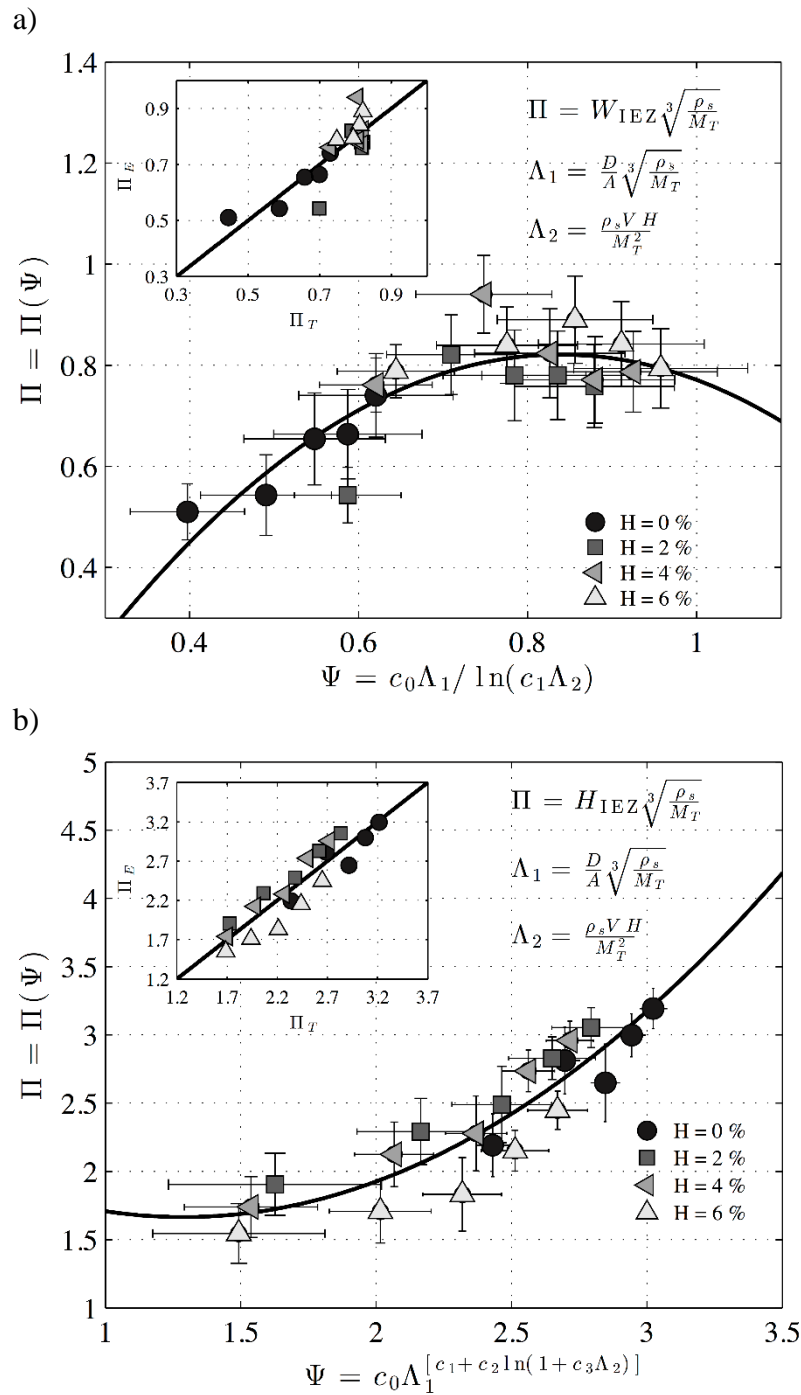 a)
1.4
1.2
1
0.8
0.6
0.4
Π = Π(Ψ)
0.9
0.7
0.5
0.3
Π_E
0.3 0.5 0.7 0.9
Π_T
Π = W_IEZ ∛(ρ_s/M_T)
Λ_1 = D/A ∛(ρ_s/M_T)
Λ_2 = ρ_s V H/M_T^2
H = 0 %
H = 2 %
H = 4 %
H = 6 %
0.4 0.6 0.8 1
Ψ = c_0Λ_1/ ln(c_1Λ_2)
b)
5
4.5
4
3.5
3
2.5
2
1.5
1
Π = Π(Ψ)
3.7
3.2
2.7
2.2
1.7
1.2
Π_E
1.2 1.7 2.2 2.7 3.2 3.7
Π_T
Π = H_IEZ ∛(ρ_s/M_T)
Λ_1 = D/A ∛(ρ_s/M_T)
Λ_2 = ρ_s V H/M_T^2
H = 0 %
H = 2 %
H = 4 %
H = 6 %
1 1.5 2 2.5 3 3.5
Ψ = c_0Λ_1^[c_1+c_2 ln(1+c_3Λ_2)]